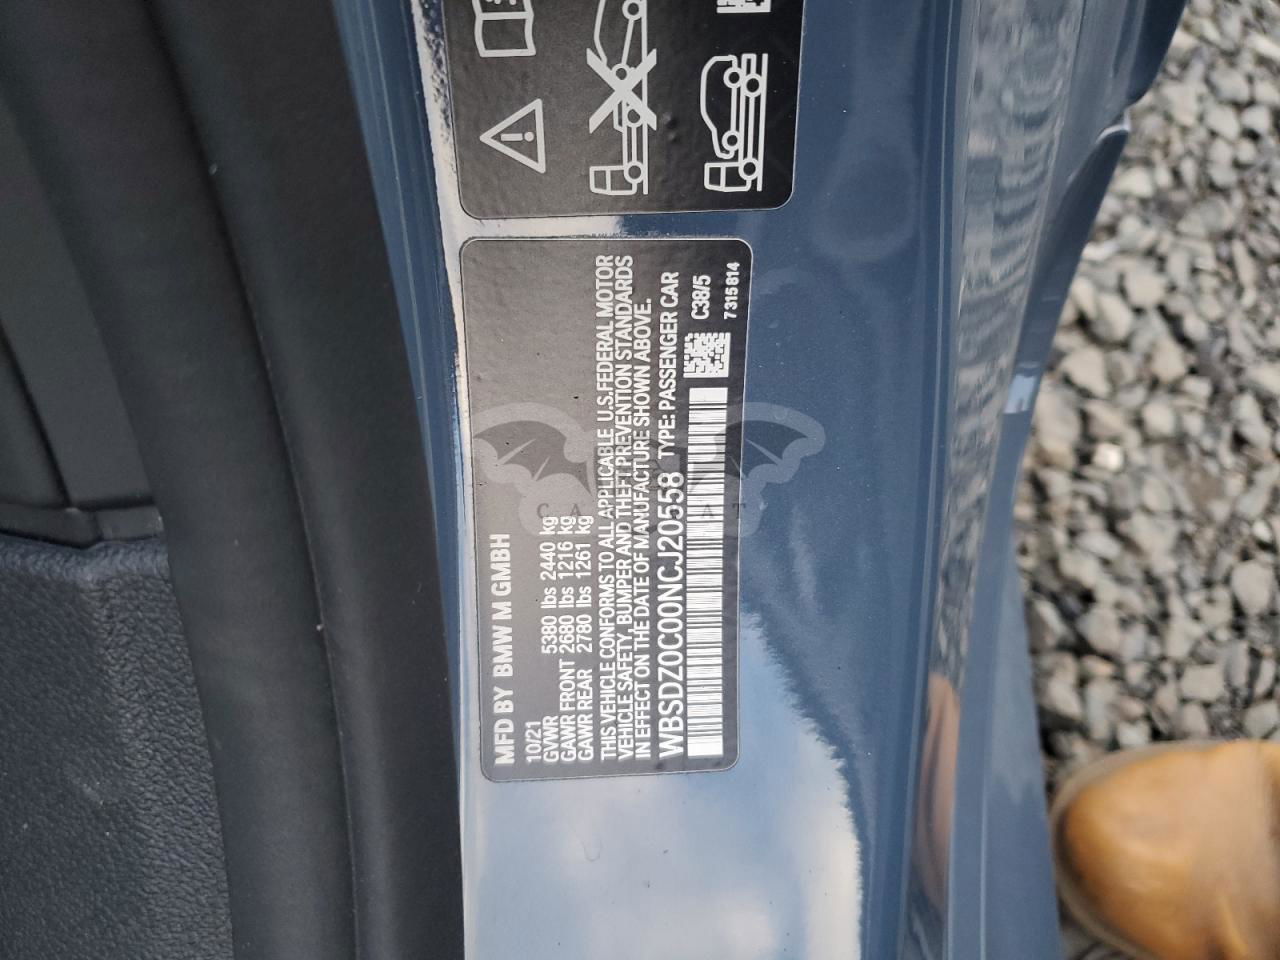 MFD BY BMW M GMBH
10/21
GVWR 5380 lbs 2440 kg
GAWR FRONT 2680 lbs 1216 kg
GAWR REAR 2780 lbs 1261 kg
THIS VEHICLE CONFORMS TO ALL APPLICABLE U.S.FEDERAL MOTOR
VEHICLE SAFETY, BUMPER AND THEFT PREVENTION STANDARDS
IN EFFECT ON THE DATE OF MANUFACTURE SHOWN ABOVE.
WBSDZ0C00NCJ20558 TYPE: PASSENGER CAR
C38/5
7315814